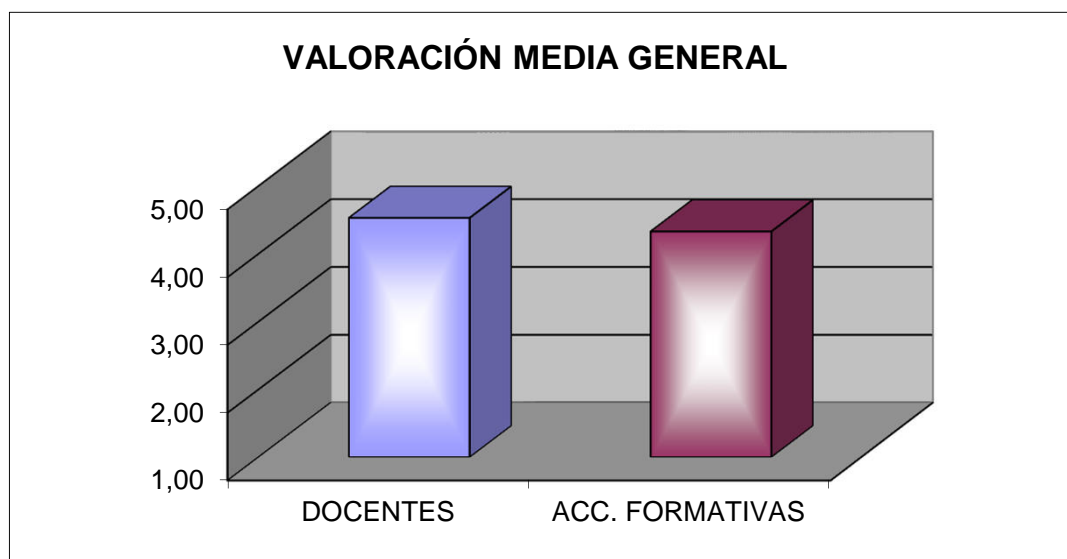 VALORACIÓN MEDIA GENERAL
5,00
4,00
3,00
2,00
1,00
DOCENTES ACC. FORMATIVAS